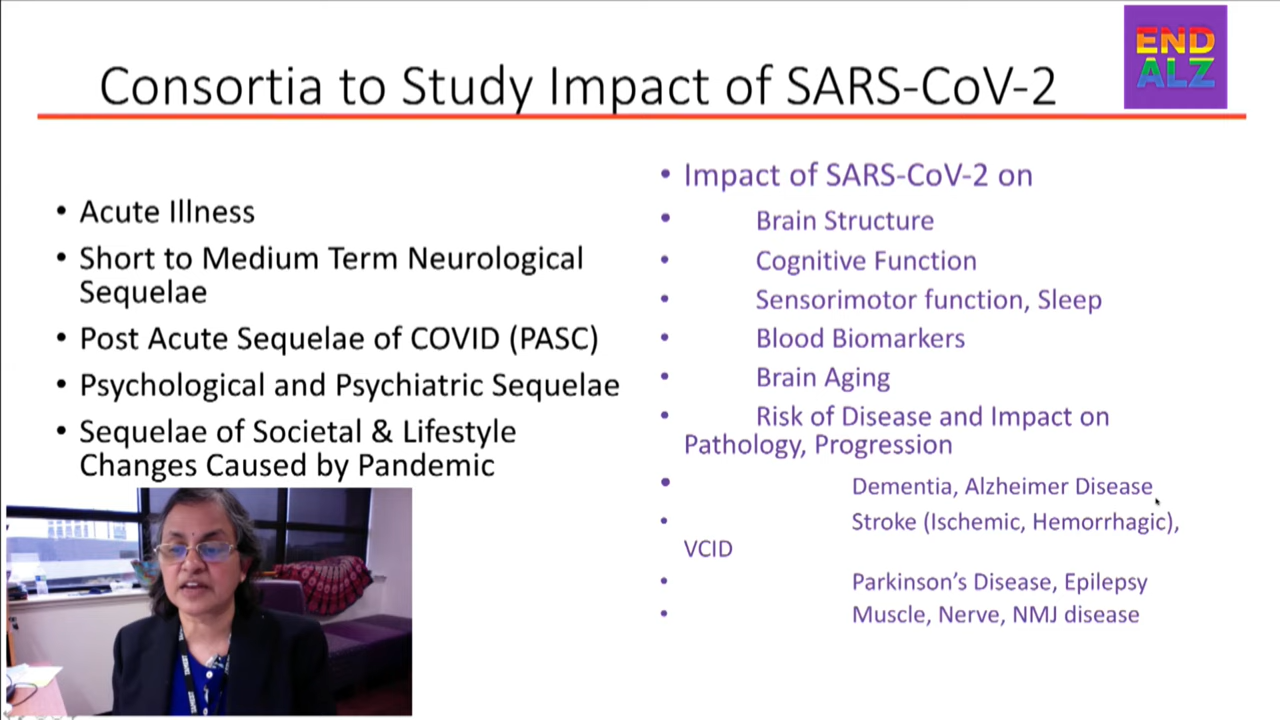 END
ALZ
Consortia to Study Impact of SARS-CoV-2
• Acute Illness
• Short to Medium Term Neurological
Sequelae
• Post Acute Sequelae of COVID (PASC)
• Psychological and Psychiatric Sequelae
• Sequelae of Societal & Lifestyle
Changes Caused by Pandemic
• Impact of SARS-CoV-2 on
• Brain Structure
• Cognitive Function
• Sensorimotor function, Sleep
• Blood Biomarkers
• Brain Aging
• Risk of Disease and Impact on
Pathology, Progression
• Dementia, Alzheimer Disease
• Stroke (Ischemic, Hemorrhagic),
VCID
• Parkinson's Disease, Epilepsy
• Muscle, Nerve, NMJ disease